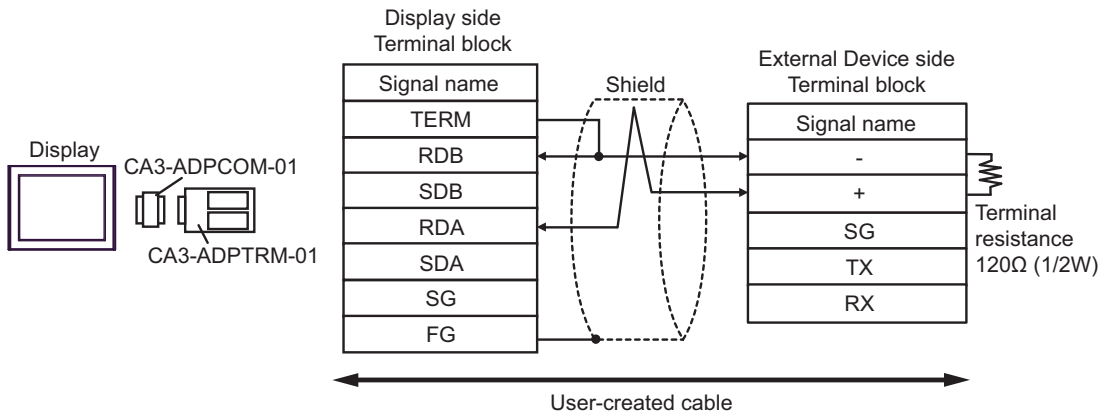 Display side
Terminal block
External Device side
Terminal block
Shield
Signal name
TERM
RDB
SDB
RDA
SDA
SG
FG
Signal name
-
+
SG
TX
RX
Display
CA3-ADPCOM-01
CA3-ADPTRM-01
Terminal
resistance
120Ω (1/2W)
User-created cable